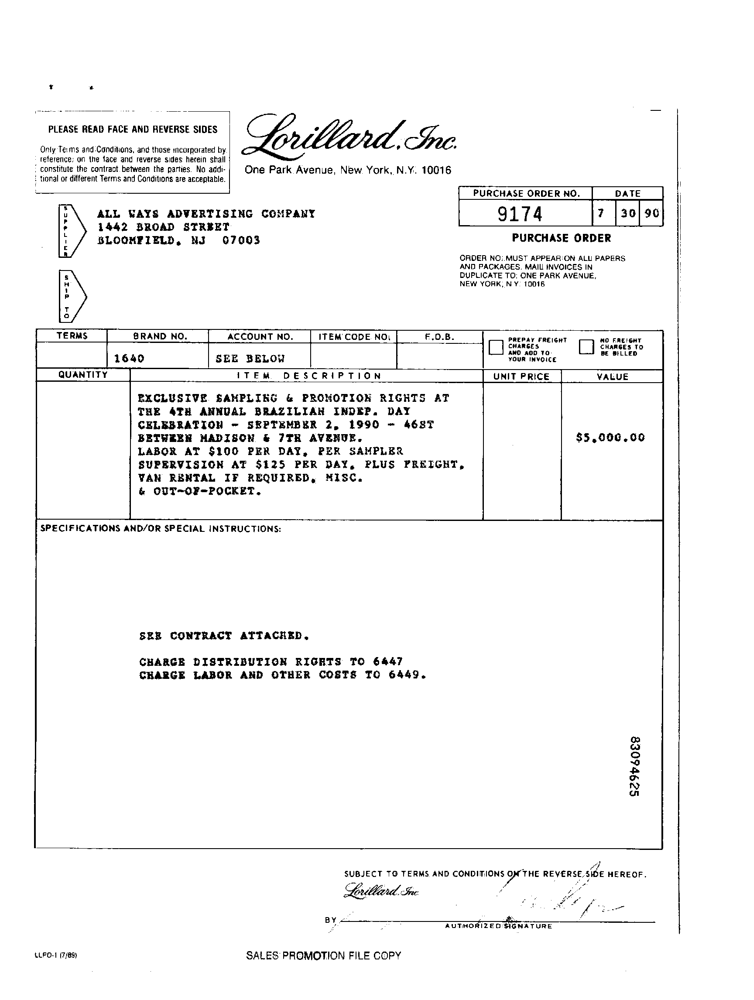 PLEASE READ FACE AND REVERSE SIDES
Only Terms and Conditions, and those incorporated by
reference, on the face and reverse sides herein shall
constitute the contract between the parties. No addi-
tional or different Terms and Conditions are acceptable.
Lorillard, Inc.
One Park Avenue, New York, N.Y. 10016
PURCHASE ORDER NO.
DATE
9174
7 30 90
PURCHASE ORDER
ORDER NO. MUST APPEAR ON ALL PAPERS
AND PACKAGES. MAIL INVOICES IN
DUPLICATE TO: ONE PARK AVENUE,
NEW YORK, N.Y. 10016
SUPPLIER
ALL WAYS ADVERTISING COMPANY
1442 BROAD STREET
BLOOMFIELD, NJ 07003
SHIP TO
TERMS
BRAND NO.
ACCOUNT NO.
ITEM CODE NO.
F.O.B.
PREPAY FREIGHT
CHARGES
AND ADD TO
YOUR INVOICE
NO FREIGHT
CHARGES TO
BE BILLED
1640
SEE BELOW
QUANTITY
ITEM DESCRIPTION
UNIT PRICE
VALUE
EXCLUSIVE SAMPLING & PROMOTION RIGHTS AT
THE 4TH ANNUAL BRAZILIAN INDEP. DAY
CELEBRATION - SEPTEMBER 2, 1990 - 46ST
BETWEEN MADISON & 7TH AVENUE.
$5,000.00
LABOR AT $100 PER DAY, PER SAMPLER
SUPERVISION AT $125 PER DAY, PLUS FREIGHT,
VAN RENTAL IF REQUIRED, MISC.
& OUT-OF-POCKET.
SPECIFICATIONS AND/OR SPECIAL INSTRUCTIONS:
SEE CONTRACT ATTACHED.
CHARGE DISTRIBUTION RIGHTS TO 6447
CHARGE LABOR AND OTHER COSTS TO 6449.
83094625
SUBJECT TO TERMS AND CONDITIONS ON THE REVERSE SIDE HEREOF.
Lorillard, Inc
BY
AUTHORIZED SIGNATURE
LLPO-1 (7/89)
SALES PROMOTION FILE COPY